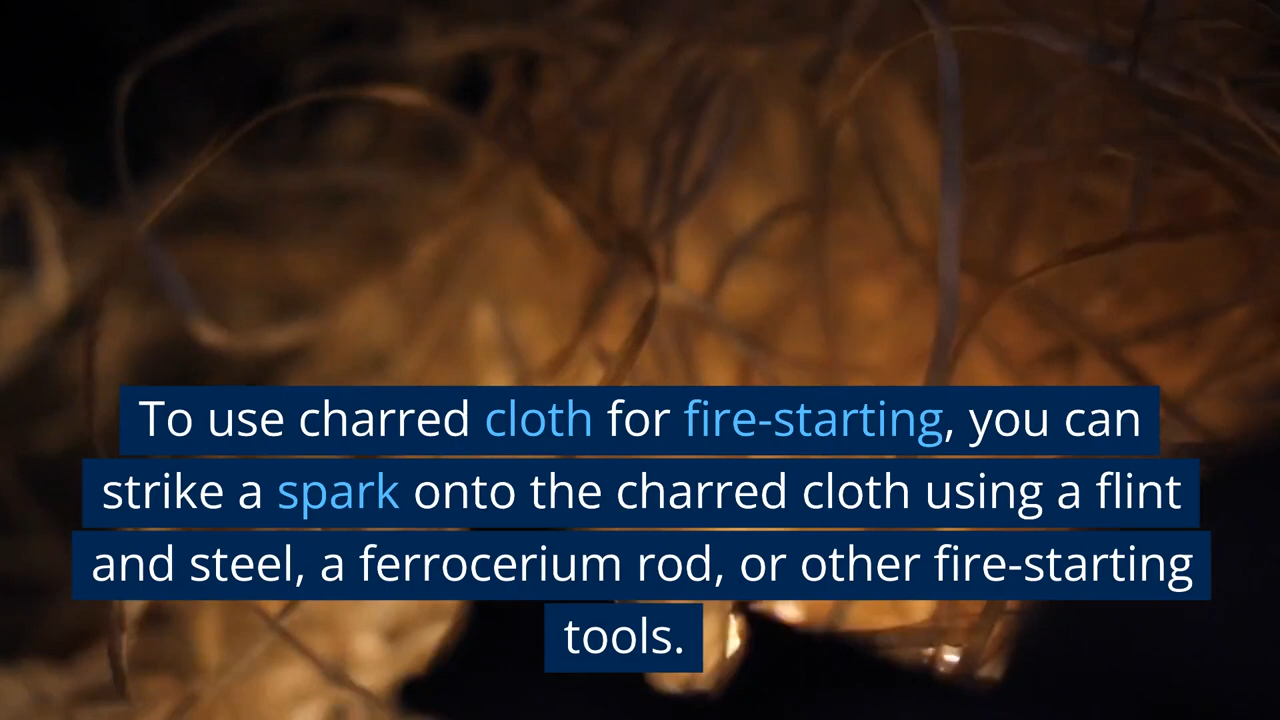 To use charred cloth for fire-starting, you can
strike a spark onto the charred cloth using a flint
and steel, a ferrocerium rod, or other fire-starting
tools.